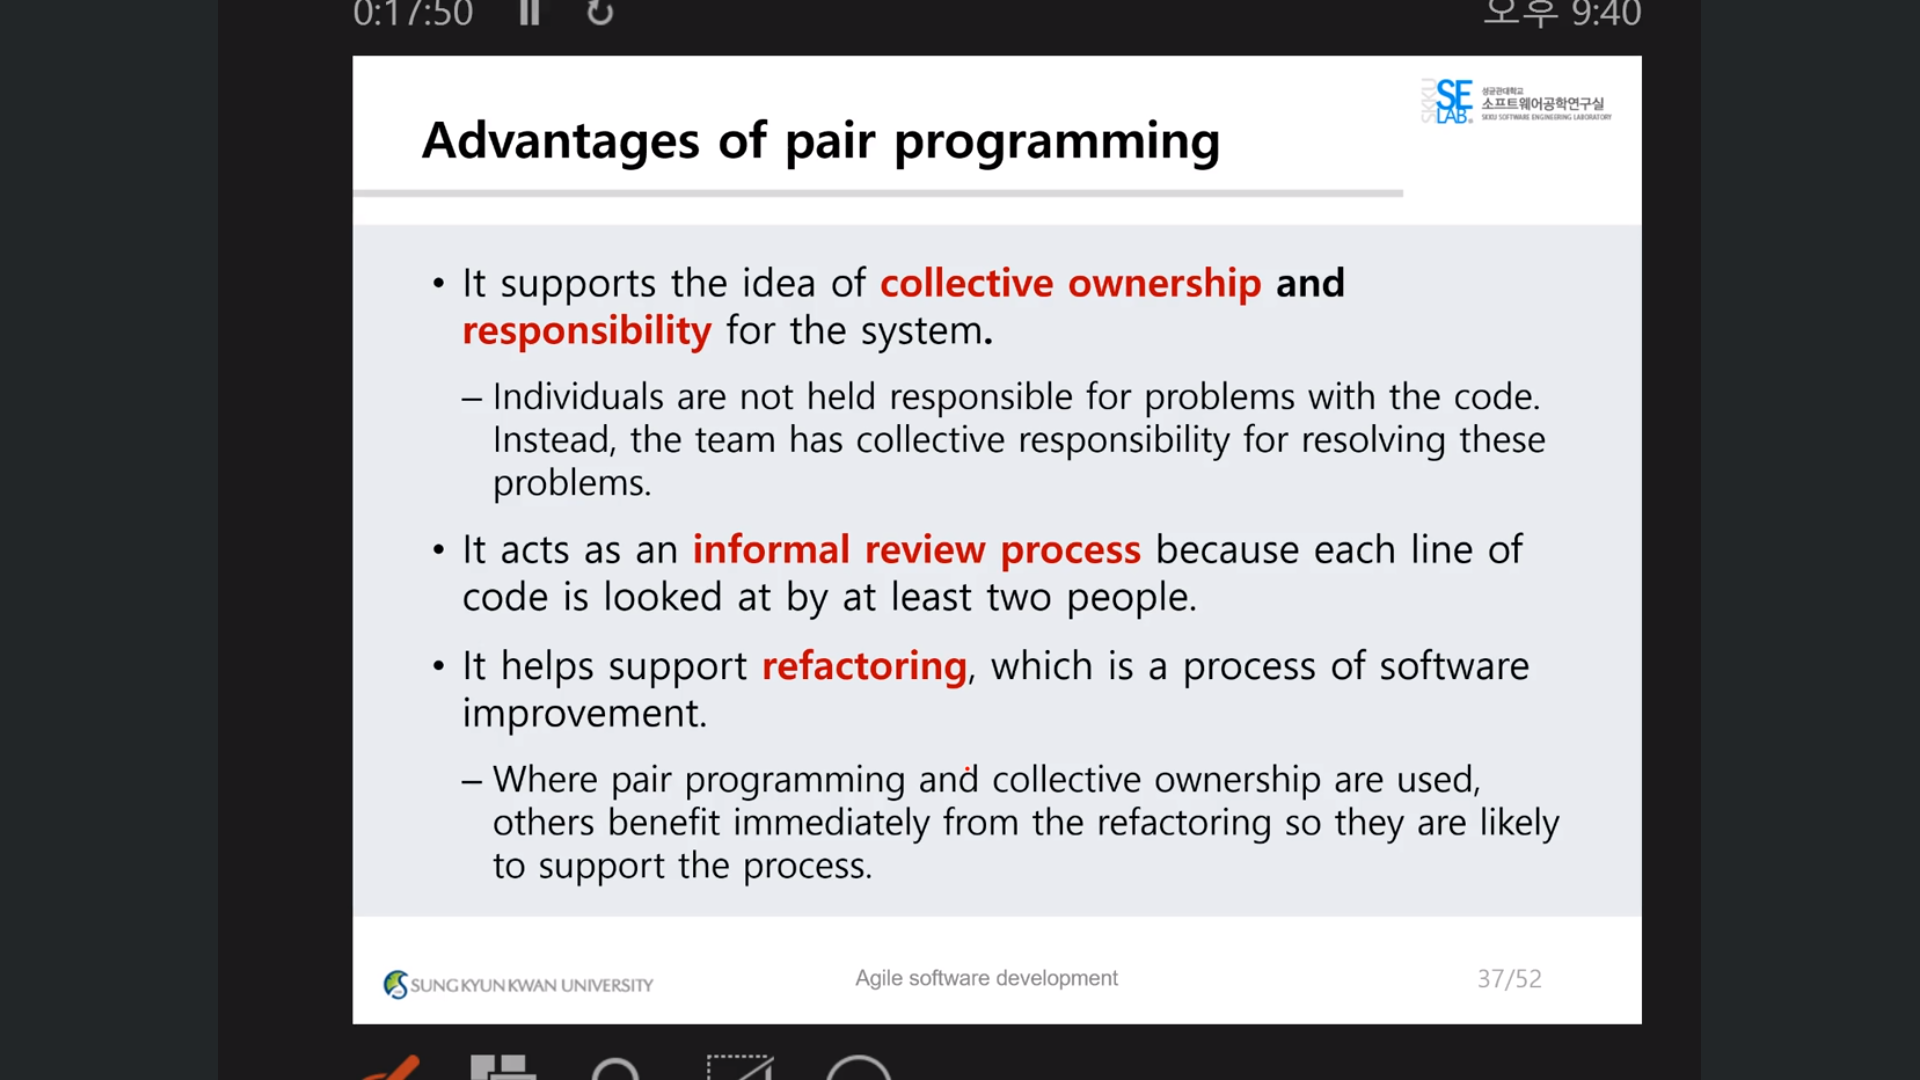 0:17:50
오후 9:40
SKKU SE LAB.
성균관대학교
소프트웨어공학연구실
SKKU SOFTWARE ENGINEERING LABORATORY
Advantages of pair programming
• It supports the idea of collective ownership and
responsibility for the system.
– Individuals are not held responsible for problems with the code.
Instead, the team has collective responsibility for resolving these
problems.
• It acts as an informal review process because each line of
code is looked at by at least two people.
• It helps support refactoring, which is a process of software
improvement.
– Where pair programming and collective ownership are used,
others benefit immediately from the refactoring so they are likely
to support the process.
SUNG KYUN KWAN UNIVERSITY
Agile software development
37/52